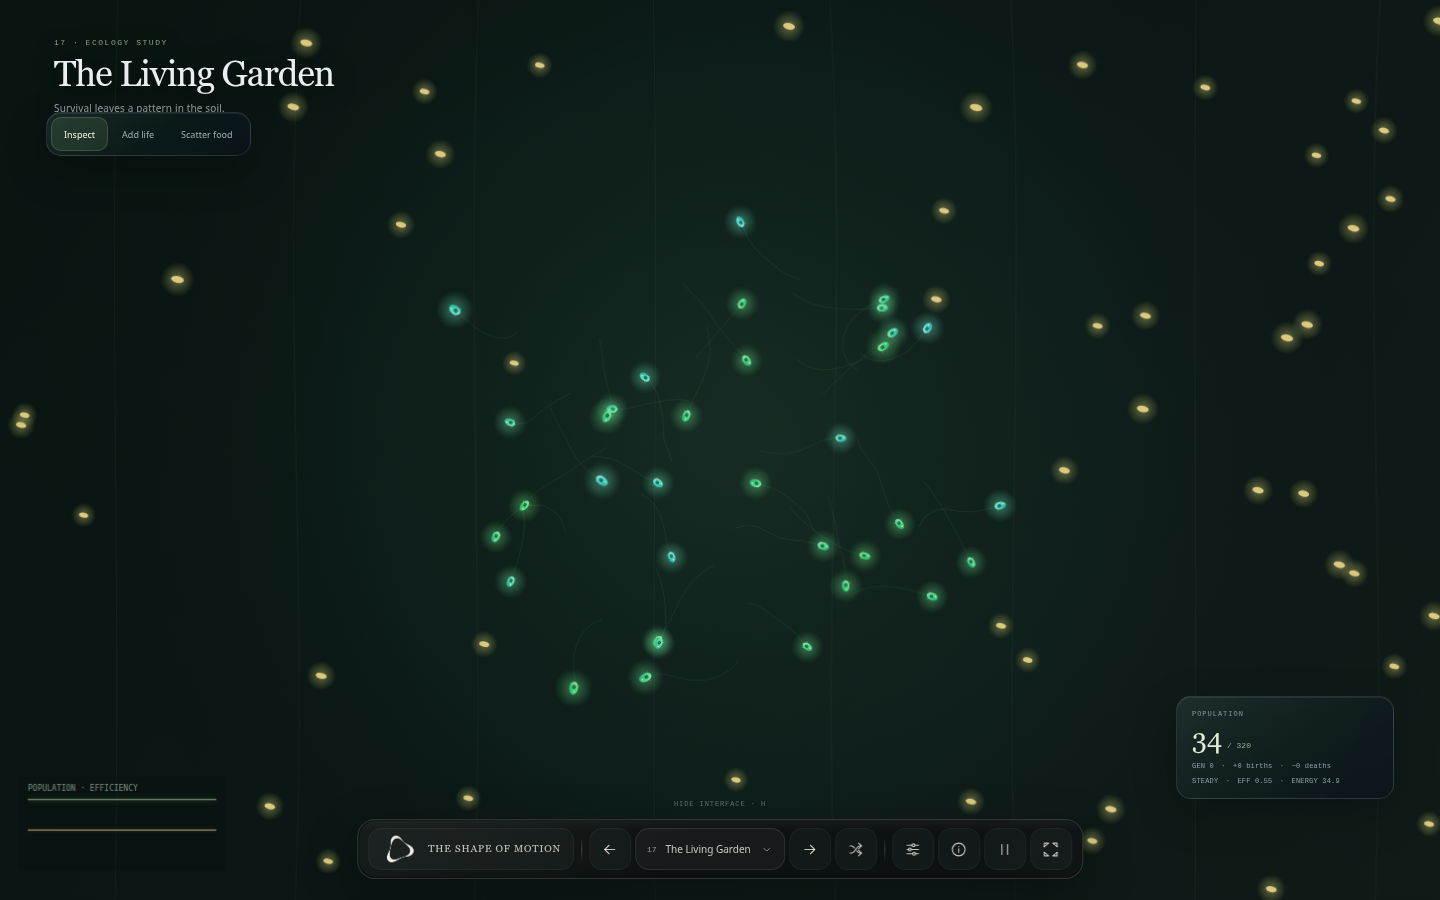 17 · ECOLOGY STUDY
The Living Garden
Survival leaves a pattern in the soil.
Inspect Add life Scatter food
POPULATION
34 / 320
GEN 0 · +0 births · −0 deaths
STEADY · EFF 0.55 · ENERGY 34.9
POPULATION · EFFICIENCY
HIDE INTERFACE · H
THE SHAPE OF MOTION 17 The Living Garden